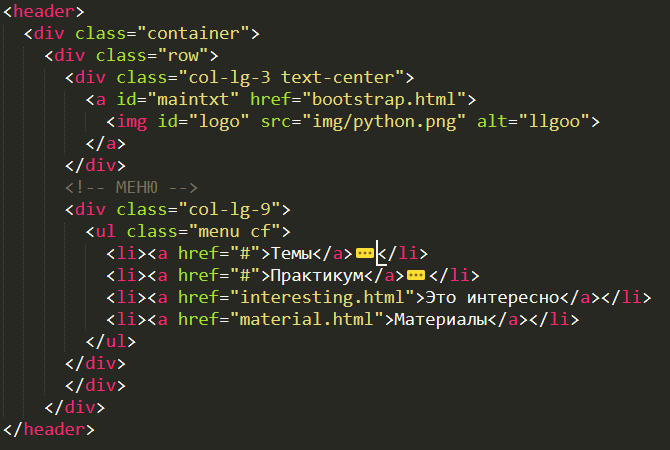 <header>
<div class="container">
<div class="row">
<div class="col-lg-3 text-center">
<a id="maintxt" href="bootstrap.html">
<img id="logo" src="img/python.png" alt="llgoo">
</a>
</div>
<!-- МЕНЮ -->
<div class="col-lg-9">
<ul class="menu cf">
<li><a href="#">Темы</a></li>
<li><a href="#">Практикум</a></li>
<li><a href="interesting.html">Это интересно</a></li>
<li><a href="material.html">Материалы</a></li>
</ul>
</div>
</div>
</div>
</header>